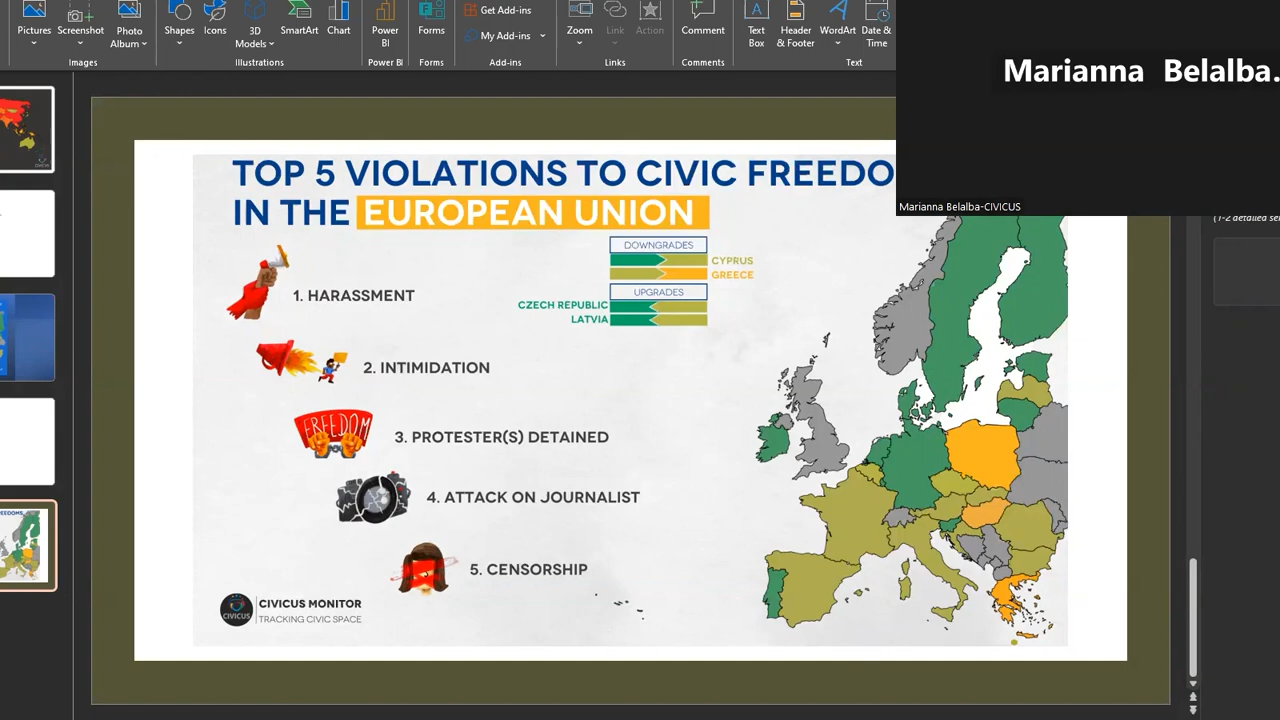 Pictures
Screenshot
Photo
Album
Images
Shapes
Icons
3D
Models
SmartArt
Chart
Illustrations
Power
BI
Power BI
Forms
Forms
Get Add-ins
My Add-ins
Add-ins
Zoom
Link
Action
Links
Comment
Comments
Text
Box
Header
& Footer
WordArt
Date &
Time
Text
Marianna Belalba.
Marianna Belalba-CIVICUS
TOP 5 VIOLATIONS TO CIVIC FREEDO
IN THE EUROPEAN UNION
DOWNGRADES
CYPRUS
GREECE
UPGRADES
CZECH REPUBLIC
LATVIA
1. HARASSMENT
2. INTIMIDATION
FREEDOM
3. PROTESTER(S) DETAINED
4. ATTACK ON JOURNALIST
5. CENSORSHIP
CIVICUS
CIVICUS MONITOR
TRACKING CIVIC SPACE